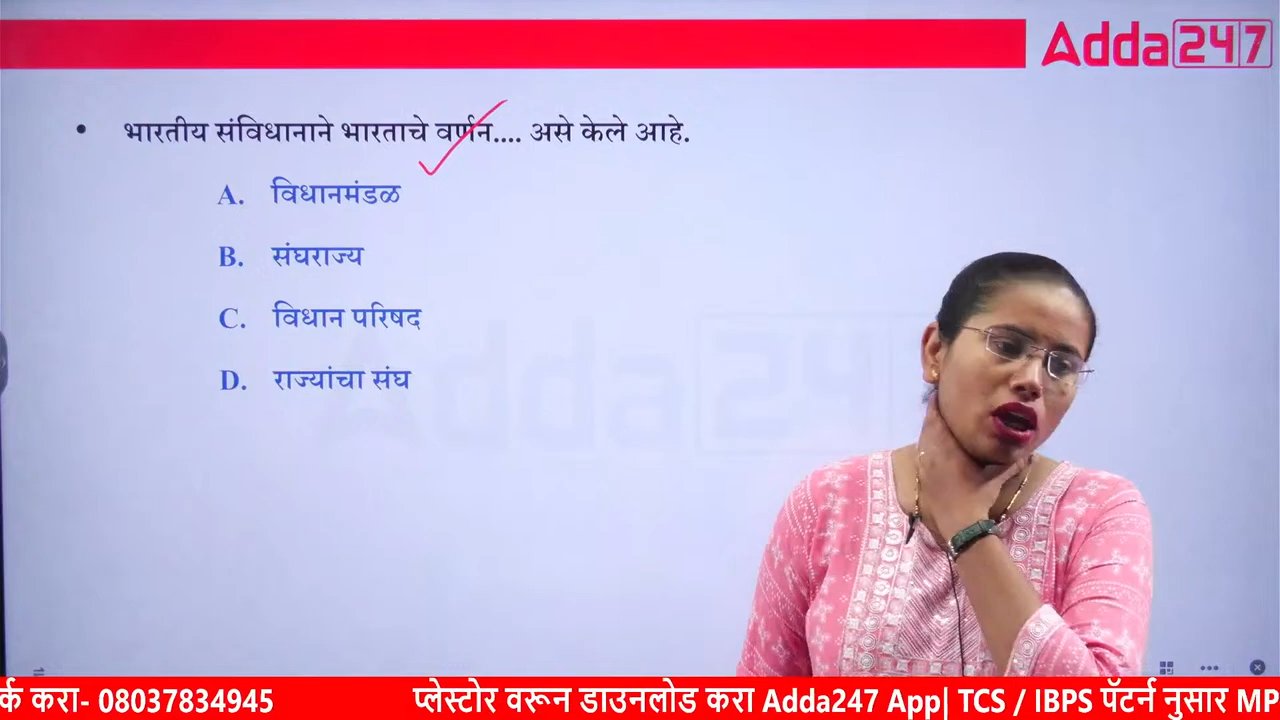 Adda247
• भारतीय संविधानाने भारताचे वर्णन.... असे केले आहे.
A. विधानमंडळ
B. संघराज्य
C. विधान परिषद
D. राज्यांचा संघ
Adda247
र्क करा- 08037834945 प्लेस्टोर वरून डाउनलोड करा Adda247 App| TCS / IBPS पॅटर्न नुसार MP